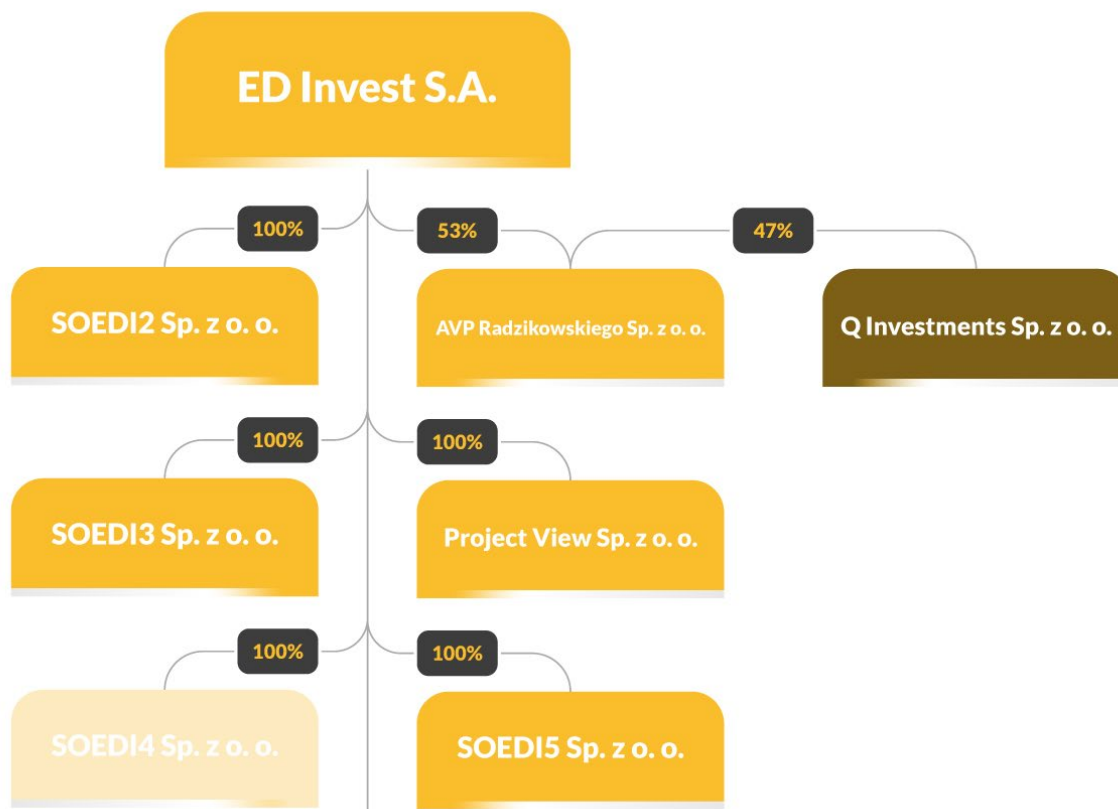 ED Invest S.A.
100%
53%
47%
SOEDI2 Sp. z o. o.
AVP Radzikowskiego Sp. z o. o.
Q Investments Sp. z o. o.
100%
100%
SOEDI3 Sp. z o. o.
Project View Sp. z o. o.
100%
100%
SOEDI4 Sp. z o. o.
SOEDI5 Sp. z o. o.